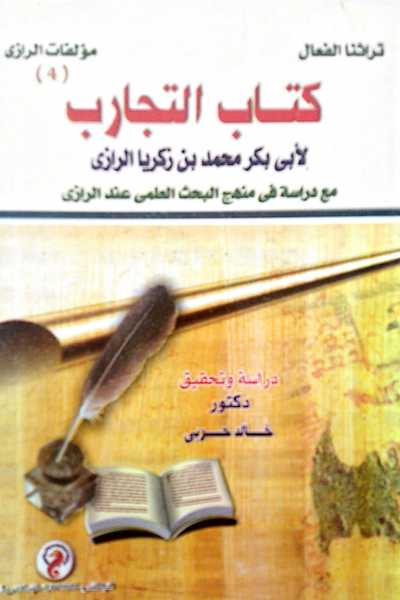 تراثنا الفعال
مؤلفات الرازى
(4)
كتاب التجارب
لأبى بكر محمد بن زكريا الرازى
مع دراسة فى منهج البحث العلمى عند الرازى
دراسة وتحقيق
دكتور
خالد حربى